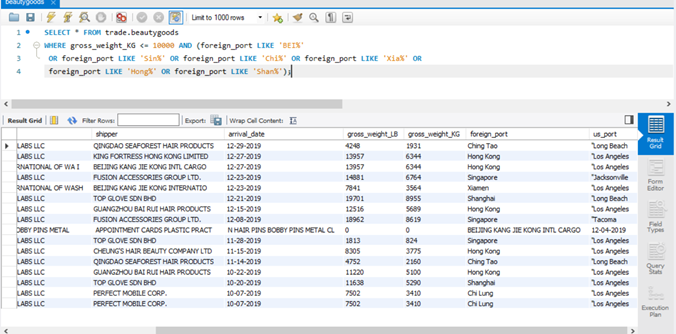 beautygoods
Limit to 1000 rows
1 SELECT * FROM trade.beautygoods
2 WHERE gross_weight_KG <= 10000 AND (foreign_port LIKE 'BEI%'
3 OR foreign_port LIKE 'Sin%' OR foreign_port LIKE 'Chi%' OR foreign_port LIKE 'Xia%' OR
4 foreign_port LIKE 'Hong%' OR foreign_port LIKE 'Shan%');
Result Grid Filter Rows: Export: Wrap Cell Content:
shipper arrival_date gross_weight_LB gross_weight_KG foreign_port us_port
LABS LLC QINGDAO SEAFOREST HAIR PRODUCTS 12-29-2019 4248 1931 Ching Tao "Long Beach
LABS LLC KING FORTRESS HONG KONG LIMITED 12-27-2019 13957 6344 Hong Kong "Los Angeles
LABS LLC BEIJING KANG JIE KONG INTL CARGO 12-27-2019 13957 6344 Hong Kong "Los Angeles
LABS LLC FUSION ACCESSORIES GROUP LTD. 12-23-2019 14881 6764 Singapore "Jacksonville
RNATIONAL OF WA I BEIJING KANG JIE KONG INTERNATIO 12-23-2019 7841 3564 Xiamen "Los Angeles
LABS LLC TOP GLOVE SDN BHD 12-21-2019 19701 8955 Shanghai "Long Beach
LABS LLC GUANGZHOU BAI RUI HAIR PRODUCTS 12-15-2019 12516 5689 Hong Kong "Los Angeles
LABS LLC FUSION ACCESSORIES GROUP LTD. 12-08-2019 18962 8619 Singapore "Tacoma
OBBY PINS METAL APPOINTMENT CARDS PLASTIC PRACT N HAIR PINS BOBBY PINS METAL CL 0 0 BEIJING KANG JIE KONG INTL CARGO 12-04-2019
LABS LLC TOP GLOVE SDN BHD 11-28-2019 1813 824 Singapore "Los Angeles
LABS LLC CHEUNG'S HAIR BEAUTY COMPANY LTD 11-15-2019 8305 3775 Hong Kong "Los Angeles
LABS LLC QINGDAO SEAFOREST HAIR PRODUCTS 11-14-2019 4752 2160 Ching Tao "Long Beach
LABS LLC GUANGZHOU BAI RUI HAIR PRODUCTS 10-22-2019 11220 5100 Hong Kong "Los Angeles
LABS LLC TOP GLOVE SDN BHD 10-20-2019 11638 5290 Shanghai "Los Angeles
LABS LLC PERFECT MOBILE CORP. 10-07-2019 7502 3410 Chi Lung "Los Angeles
LABS LLC PERFECT MOBILE CORP. 10-07-2019 7502 3410 Chi Lung "Los Angeles
Result
Grid
Form
Editor
Field
Types
Query
Stats
Execution
Plan